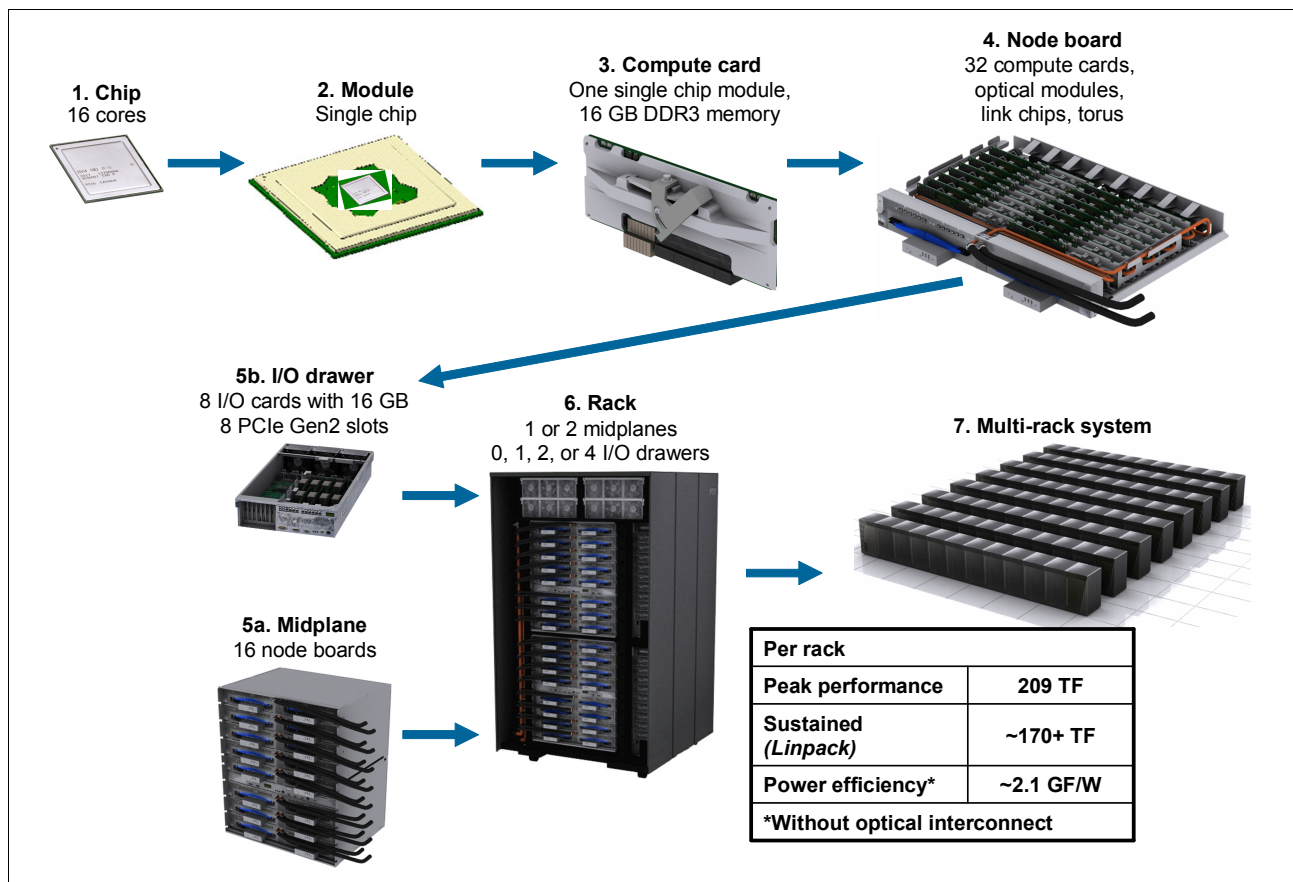 1. Chip
16 cores
2. Module
Single chip
3. Compute card
One single chip module,
16 GB DDR3 memory
4. Node board
32 compute cards,
optical modules,
link chips, torus
5b. I/O drawer
8 I/O cards with 16 GB
8 PCIe Gen2 slots
6. Rack
1 or 2 midplanes
0, 1, 2, or 4 I/O drawers
7. Multi-rack system
5a. Midplane
16 node boards
Per rack
Peak performance 209 TF
Sustained
(Linpack) ~170+ TF
Power efficiency* ~2.1 GF/W
*Without optical interconnect